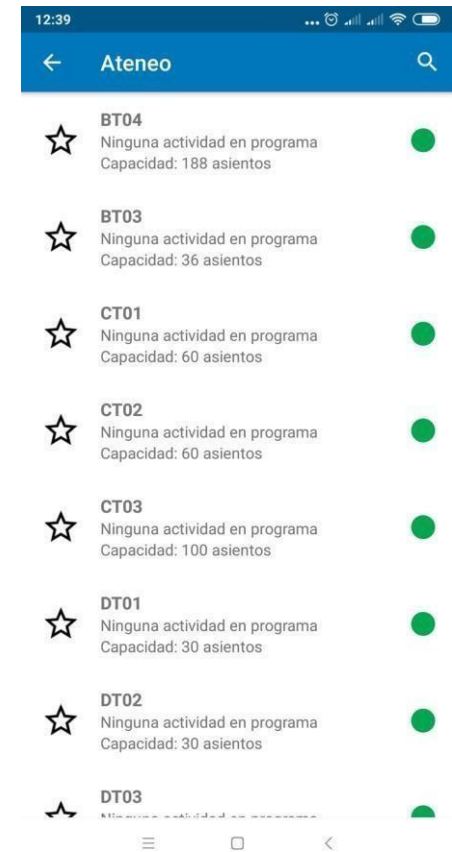 12:39
Ateneo
BT04
Ninguna actividad en programa
Capacidad: 188 asientos
BT03
Ninguna actividad en programa
Capacidad: 36 asientos
CT01
Ninguna actividad en programa
Capacidad: 60 asientos
CT02
Ninguna actividad en programa
Capacidad: 60 asientos
CT03
Ninguna actividad en programa
Capacidad: 100 asientos
DT01
Ninguna actividad en programa
Capacidad: 30 asientos
DT02
Ninguna actividad en programa
Capacidad: 30 asientos
DT03